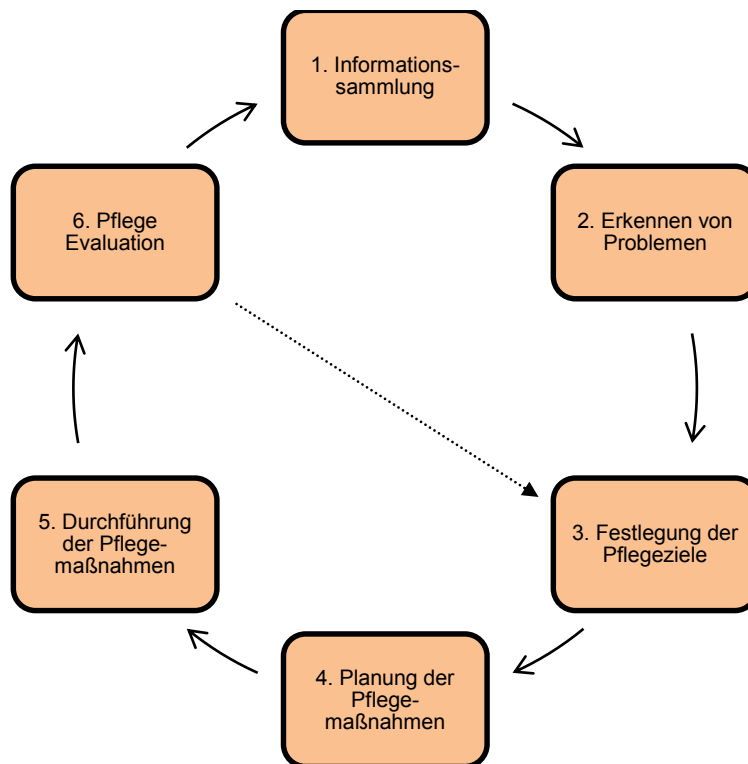 1. Informations-
sammlung
2. Erkennen von
Problemen
3. Festlegung der
Pflegeziele
4. Planung der
Pflege-
maßnahmen
5. Durchführung
der Pflege-
maßnahmen
6. Pflege
Evaluation